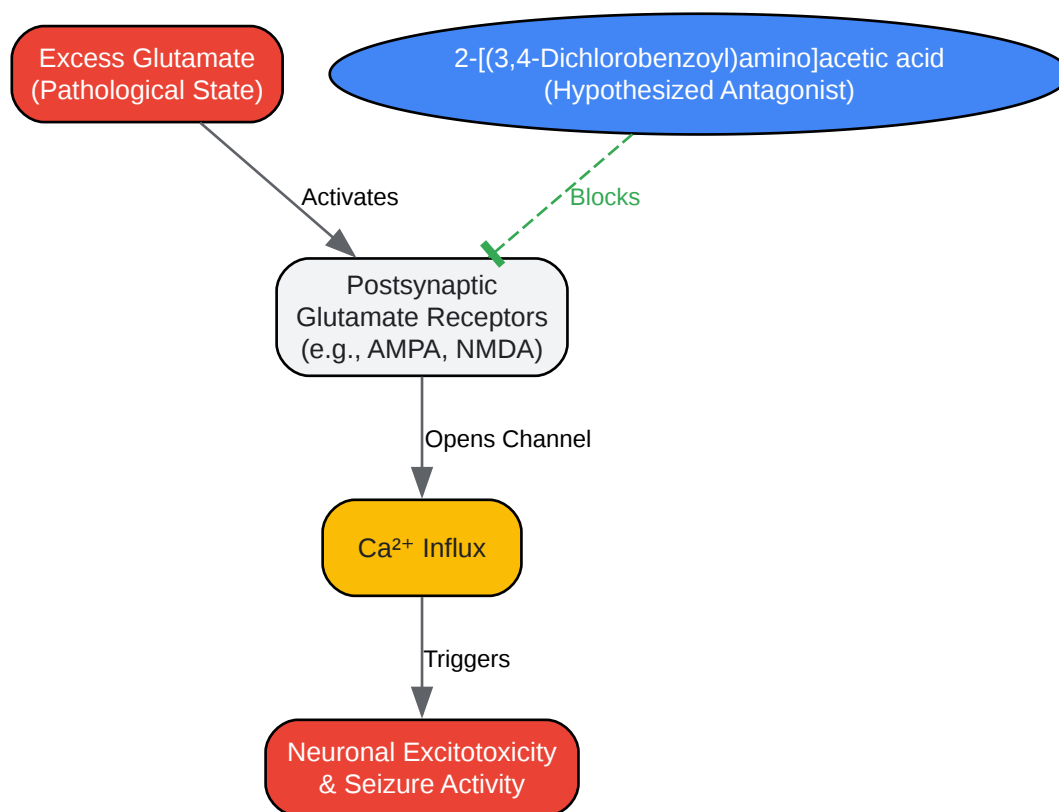 Excess Glutamate
(Pathological State)
2-[(3,4-Dichlorobenzoyl)amino]acetic acid
(Hypothesized Antagonist)
Activates
Blocks
Postsynaptic
Glutamate Receptors
(e.g., AMPA, NMDA)
Opens Channel
Ca²⁺ Influx
Triggers
Neuronal Excitotoxicity
& Seizure Activity